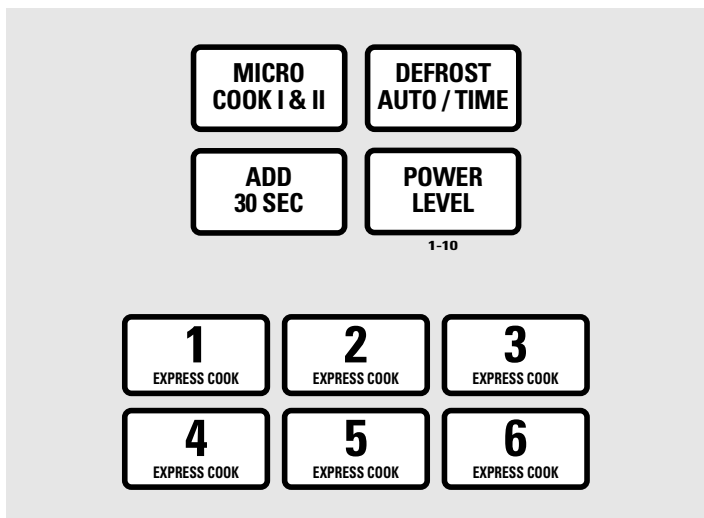 MICRO
COOK I & II
DEFROST
AUTO / TIME
ADD
30 SEC
POWER
LEVEL
1-10
1
EXPRESS COOK
2
EXPRESS COOK
3
EXPRESS COOK
4
EXPRESS COOK
5
EXPRESS COOK
6
EXPRESS COOK